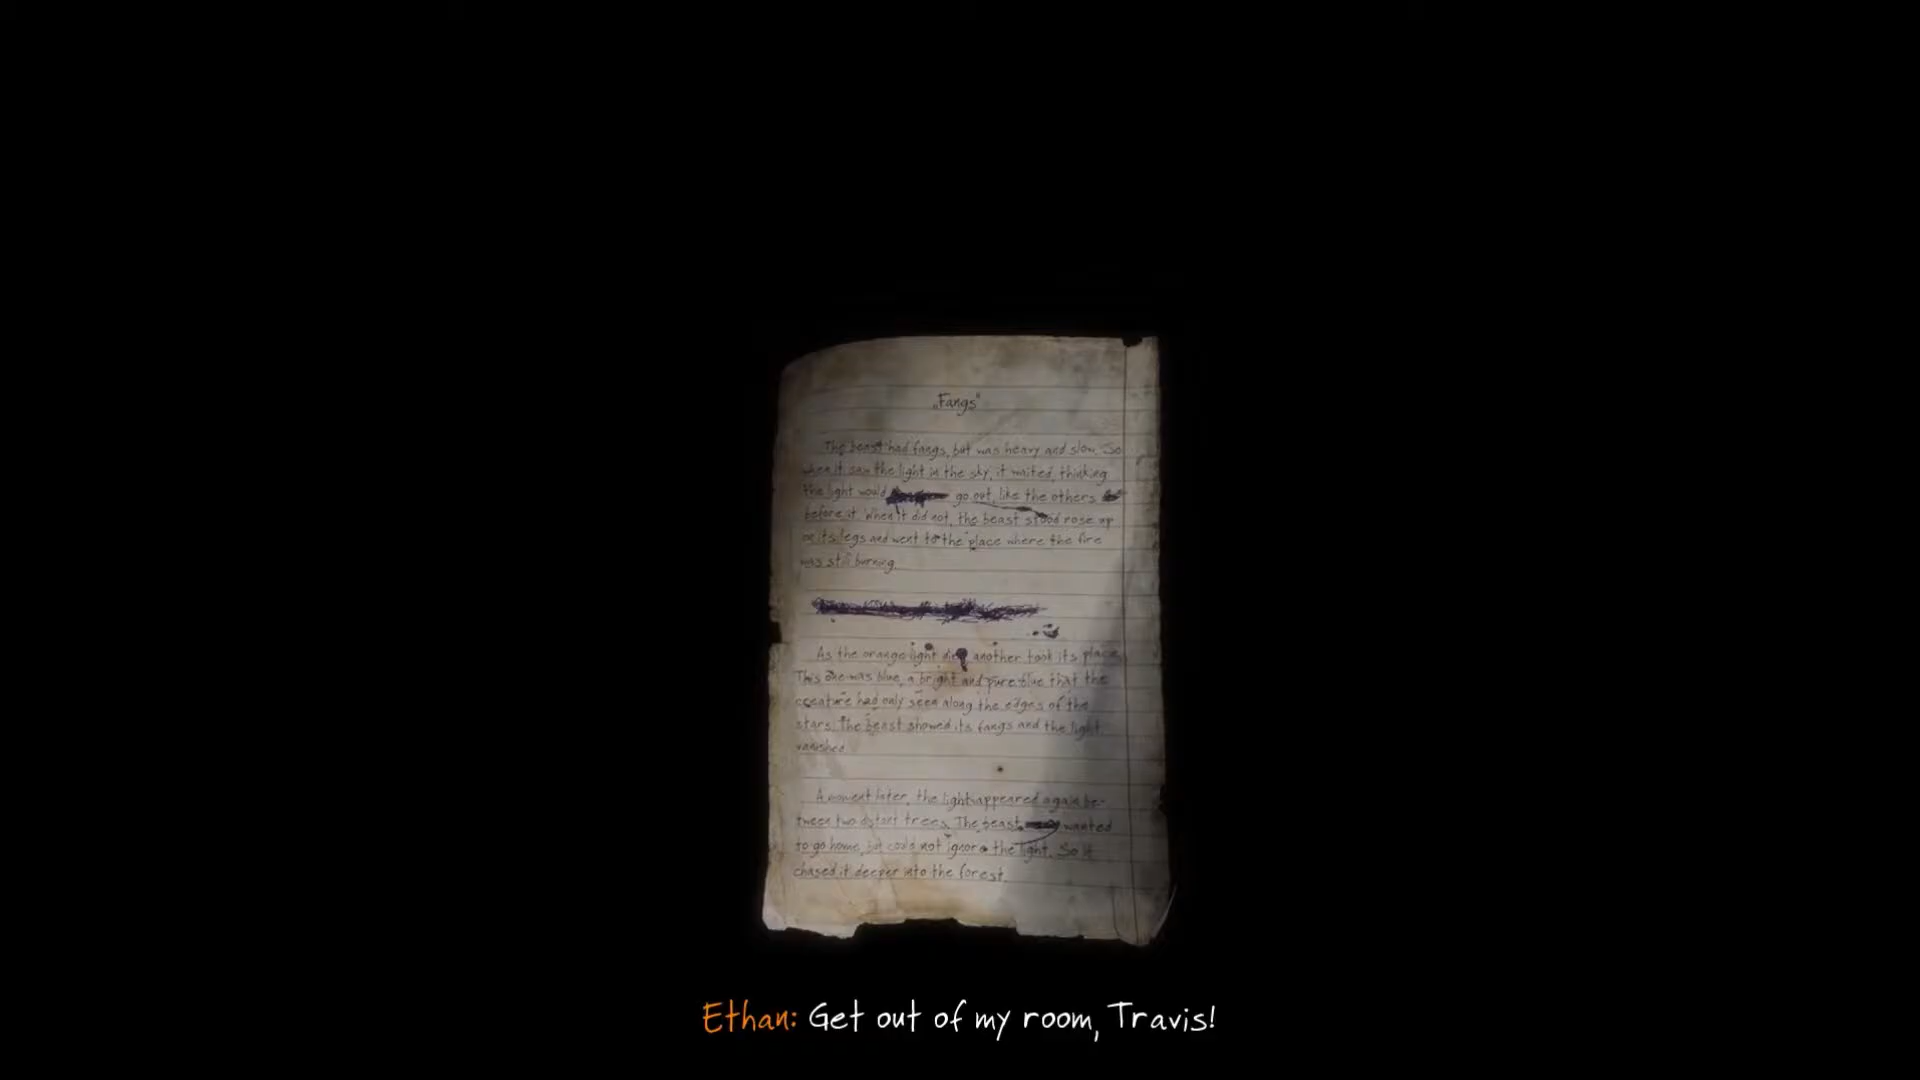 „Fangs"
The beast had fangs, but was heavy and slow. So
when it saw the light in the sky, it waited, thinking
the light would go out, like the others
before it. When it did not, the beast stood rose up
on its legs and went to the place where the fire
was still burning.
As the orange light died another took its place.
This one was blue, a bright and pure blue that the
creature had only seen along the edges of the
stars. The beast showed its fangs and the light
vanished.
A moment later, the light appeared again be-
tween two distant trees. The beast wanted
to go home, but could not ignore the light. So it
chased it deeper into the forest.
Ethan: Get out of my room, Travis!